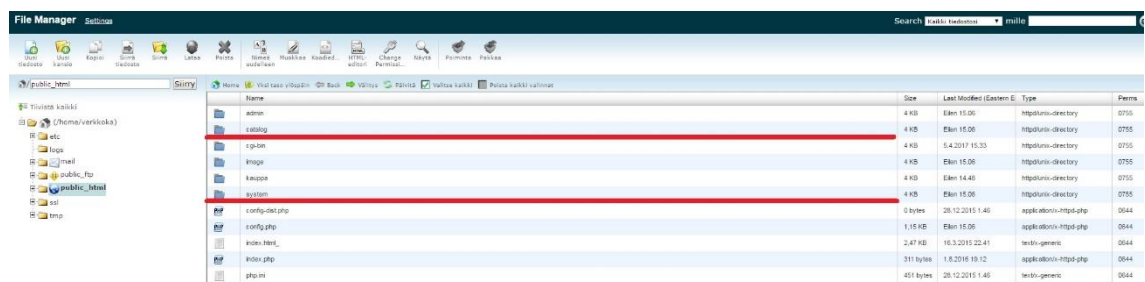 File Manager Settings Search Kaikki tiedostosi mille
Uusi tiedosto Uusi kansio Kopioi Siirrä tiedosto Siirrä Lataa Poista Nimeä uudelleen Muokkaa Koodied... HTML-editori Change Permissi... Näytä Poiminta Pakkaa
/public_html Siirry Home Yksi taso ylöspäin Back Välitys Päivitä Valitse kaikki Poista kaikki valinnat
Tiivistä kaikki
(/home/verkkoka)
etc
logs
mail
public_ftp
public_html
ssl
tmp
Name Size Last Modified (Eastern E Type Perms
admin 4 KB Eilen 15.06 httpd/unix-directory 0755
catalog 4 KB Eilen 15.06 httpd/unix-directory 0755
cgi-bin 4 KB 5.4.2017 15.33 httpd/unix-directory 0755
image 4 KB Eilen 15.06 httpd/unix-directory 0755
kauppa 4 KB Eilen 14.48 httpd/unix-directory 0755
system 4 KB Eilen 15.06 httpd/unix-directory 0755
config-dist.php 0 bytes 28.12.2015 1.46 application/x-httpd-php 0644
config.php 1,15 KB Eilen 15.06 application/x-httpd-php 0644
index.html_ 2,47 KB 16.3.2015 22.41 text/x-generic 0644
index.php 311 bytes 1.8.2016 19.12 application/x-httpd-php 0644
php.ini 451 bytes 28.12.2015 1.46 text/x-generic 0644